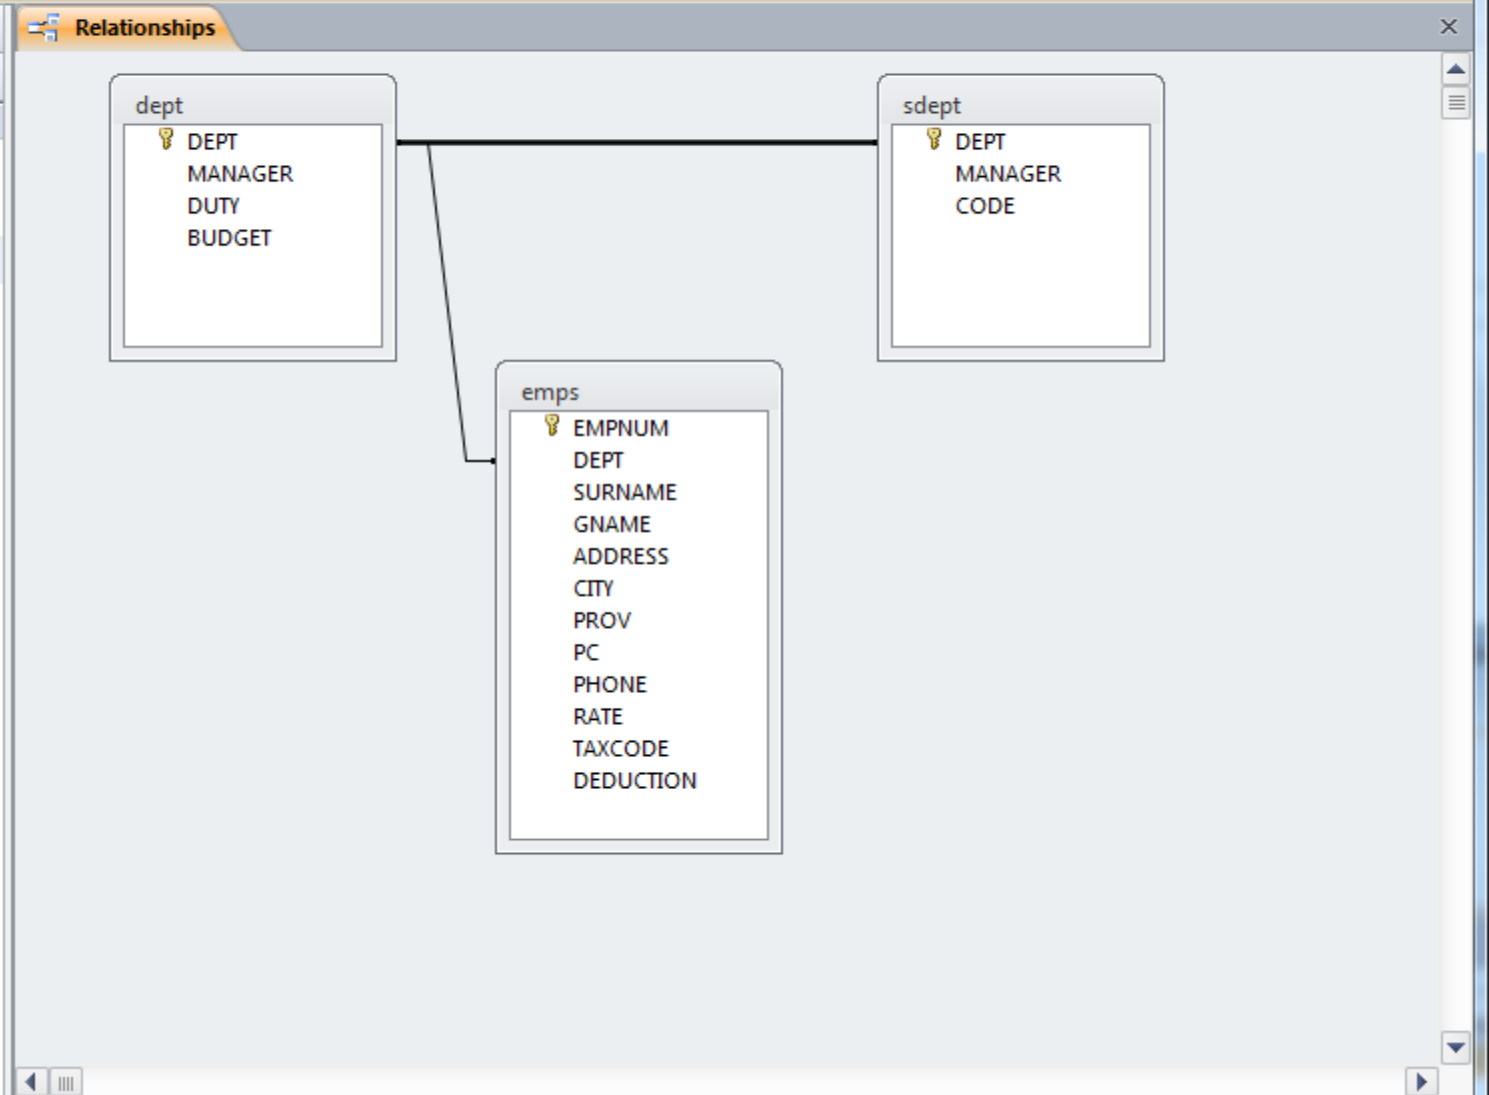 Relationships
dept
DEPT
MANAGER
DUTY
BUDGET
sdept
DEPT
MANAGER
CODE
emps
EMPNUM
DEPT
SURNAME
GNAME
ADDRESS
CITY
PROV
PC
PHONE
RATE
TAXCODE
DEDUCTION